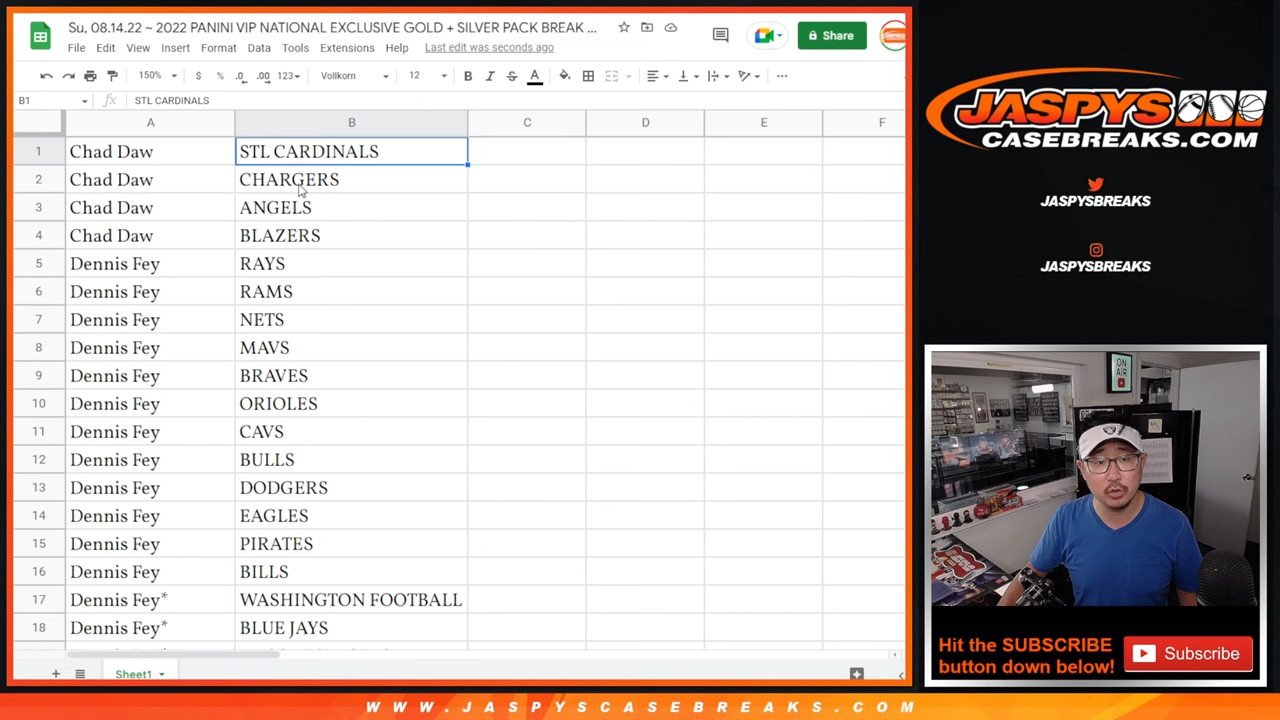 Su, 08.14.22 ~ 2022 PANINI VIP NATIONAL EXCLUSIVE GOLD + SILVER PACK BREAK ...
Share
File Edit View Insert Format Data Tools Extensions Help Last edit was seconds ago
150% $ % .0 .00 123 Vollkorn 12 B I S A
B1 fx STL CARDINALS
A B C D E F
1 Chad Daw STL CARDINALS
2 Chad Daw CHARGERS
3 Chad Daw ANGELS
4 Chad Daw BLAZERS
5 Dennis Fey RAYS
6 Dennis Fey RAMS
7 Dennis Fey NETS
8 Dennis Fey MAVS
9 Dennis Fey BRAVES
10 Dennis Fey ORIOLES
11 Dennis Fey CAVS
12 Dennis Fey BULLS
13 Dennis Fey DODGERS
14 Dennis Fey EAGLES
15 Dennis Fey PIRATES
16 Dennis Fey BILLS
17 Dennis Fey* WASHINGTON FOOTBALL
18 Dennis Fey* BLUE JAYS
Sheet1
JASPYS
CASEBREAKS.COM
JASPYSBREAKS
JASPYSBREAKS
ON
AIR
Hit the SUBSCRIBE
button down below!
Subscribe
WWW.JASPYSCASEBREAKS.COM